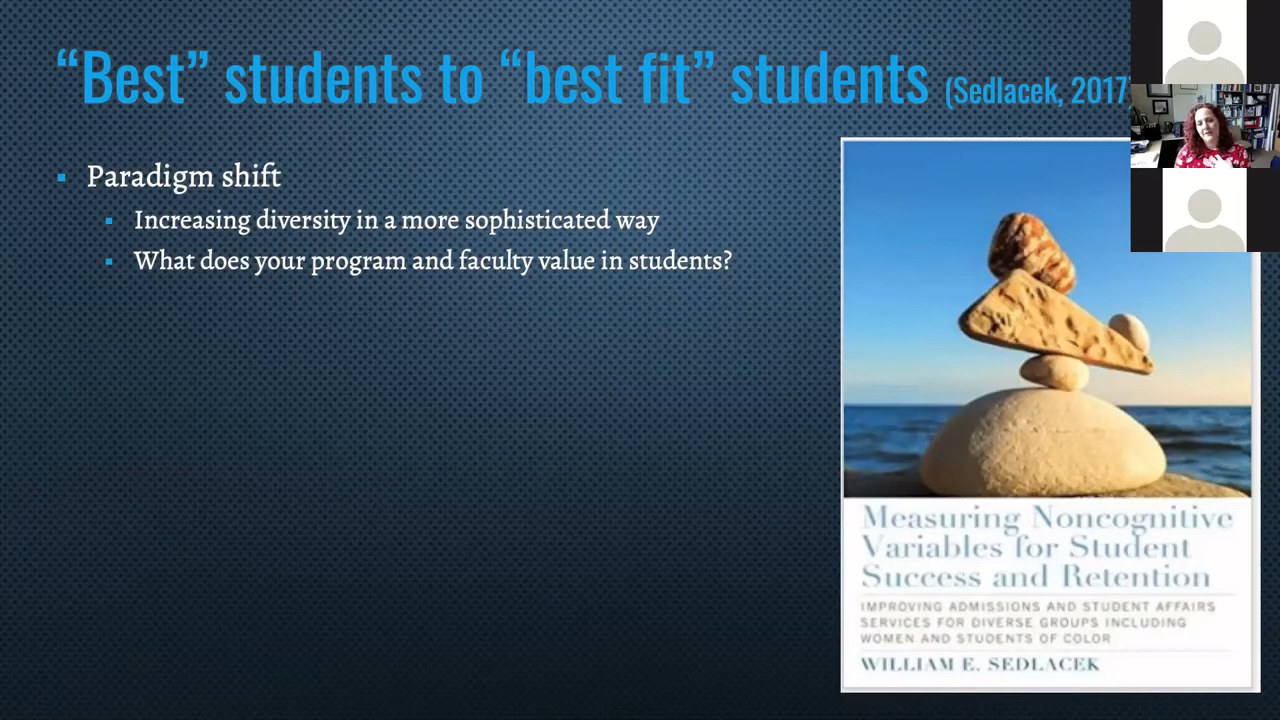 “Best” students to “best fit” students (Sedlacek, 2017
Paradigm shift
Increasing diversity in a more sophisticated way
What does your program and faculty value in students?
Measuring Noncognitive
Variables for Student
Success and Retention
IMPROVING ADMISSIONS AND STUDENT AFFAIRS
SERVICES FOR DIVERSE GROUPS INCLUDING
WOMEN AND STUDENTS OF COLOR
WILLIAM E. SEDLACEK